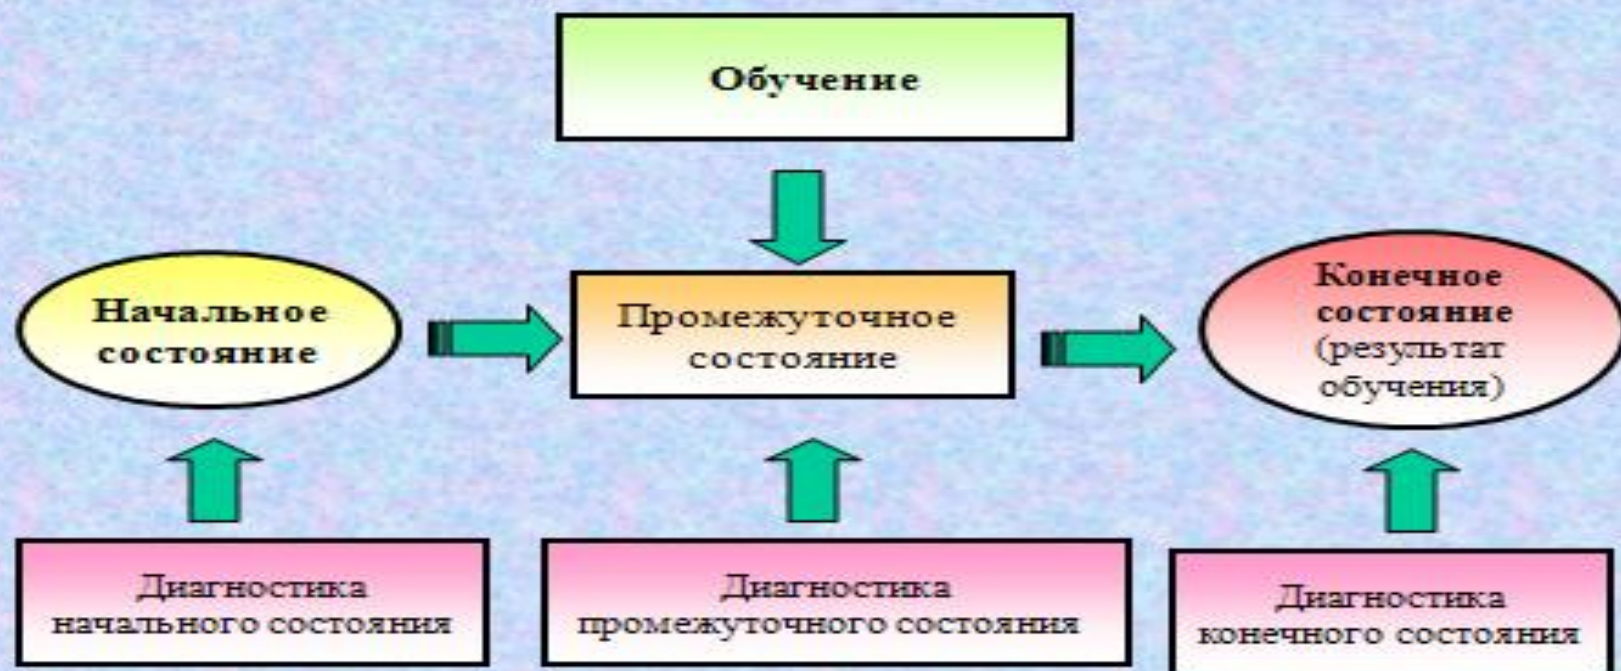 Обучение
Начальное
состояние
Промежуточное
состояние
Конечное
состояние
(результат
обучения)
Диагностика
начального состояния
Диагностика
промежуточного состояния
Диагностика
конечного состояния